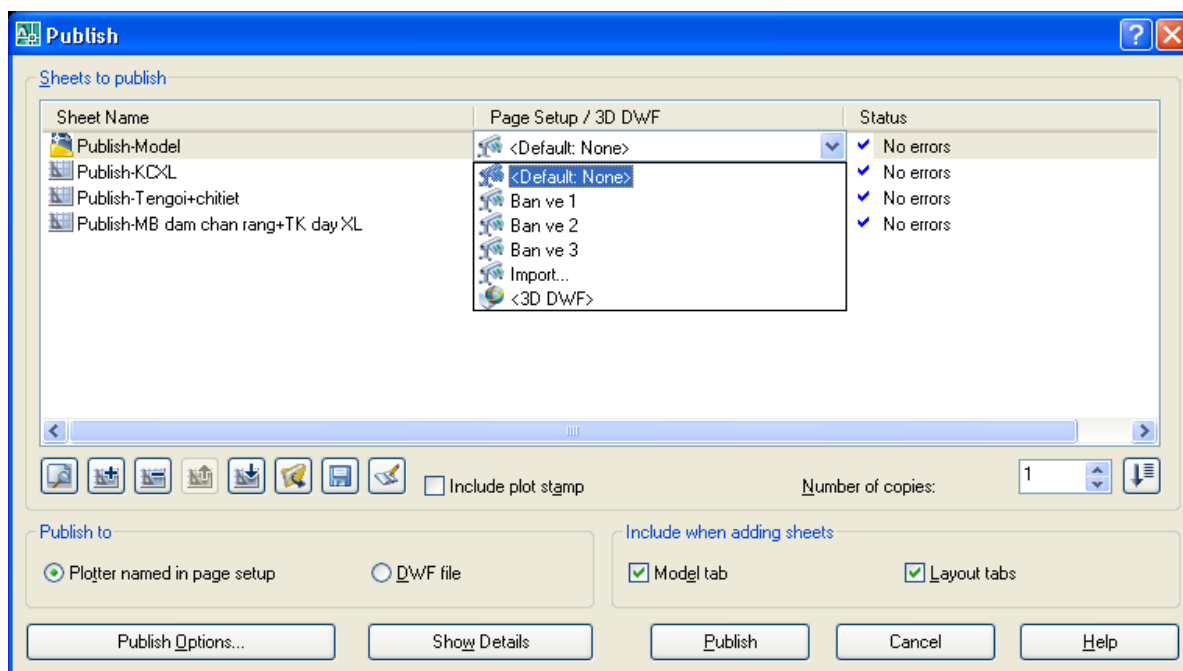 Publish
Sheets to publish
Sheet Name Page Setup / 3D DWF Status
Publish-Model <Default: None> No errors
Publish-KCXL <Default: None> No errors
Publish-Tengoi+chitiet Ban ve 1 No errors
Publish-MB dam chan rang+TK day XL Ban ve 2 No errors
Ban ve 3
Import...
<3D DWF>
Include plot stamp Number of copies: 1
Publish to Include when adding sheets
Plotter named in page setup DWF file Model tab Layout tabs
Publish Options... Show Details Publish Cancel Help